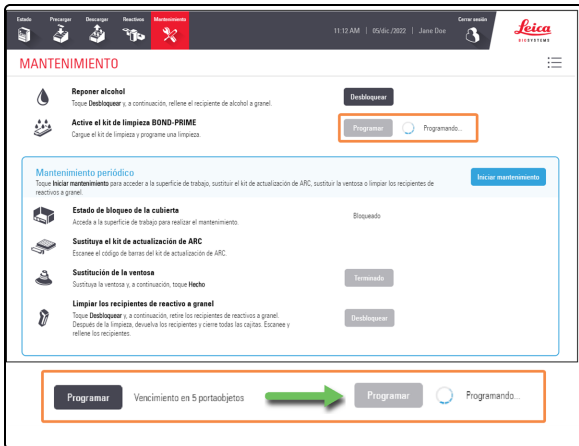 Estado Precargar Descargar Reactivos Mantenimiento
11:12 AM | 05/dic./2022 | Jane Doe
Cerrar sesión
Leica
BIOSYSTEMS
MANTENIMIENTO
Reponer alcohol
Toque Desbloquear y, a continuación, rellene el recipiente de alcohol a granel.
Desbloquear
Active el kit de limpieza BOND-PRIME
Cargue el kit de limpieza y programe una limpieza.
Programar Programando...
Mantenimiento periódico
Toque Iniciar mantenimiento para acceder a la superficie de trabajo, sustituir el kit de actualización de ARC, sustituir la ventosa o limpiar los recipientes de
reactivos a granel.
Iniciar mantenimiento
Estado de bloqueo de la cubierta
Acceda a la superficie de trabajo para realizar el mantenimiento.
Bloqueado
Sustituya el kit de actualización de ARC
Escanee el código de barras del kit de actualización de ARC.
Sustitución de la ventosa
Sustituya la ventosa y, a continuación, toque Hecho
Terminado
Limpiar los recipientes de reactivo a granel
Toque Desbloquear y, a continuación, retire los recipientes de reactivos a granel.
Después de la limpieza, devuelva los recipientes y cierre todas las cajitas. Escanee y
rellene los recipientes.
Desbloquear
Programar Vencimiento en 5 portaobjetos Programar Programando...